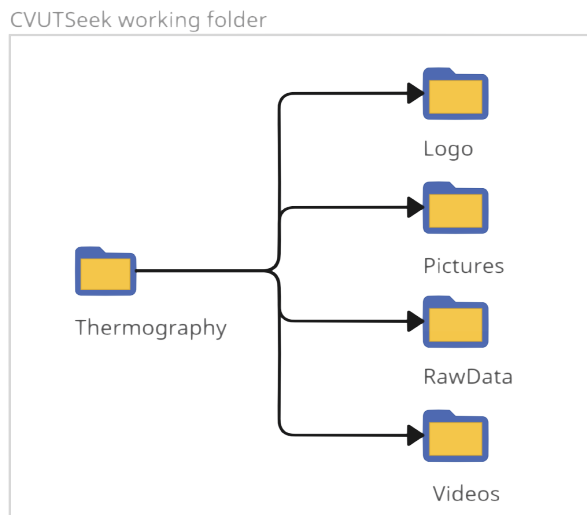 CVUTSeek working folder
Logo
Pictures
Thermography
RawData
Videos